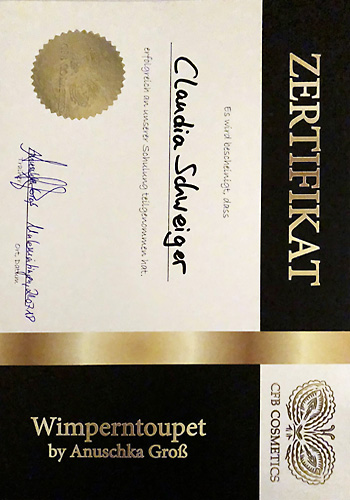 ZERTIFIKAT
Es wird bescheinigt, dass
Claudia Schweiger
erfolgreich an unserer Schulung teilgenommen hat.
Ort, Datum
CFB COSMETICS
Wimperntoupet
by Anuschka Groß